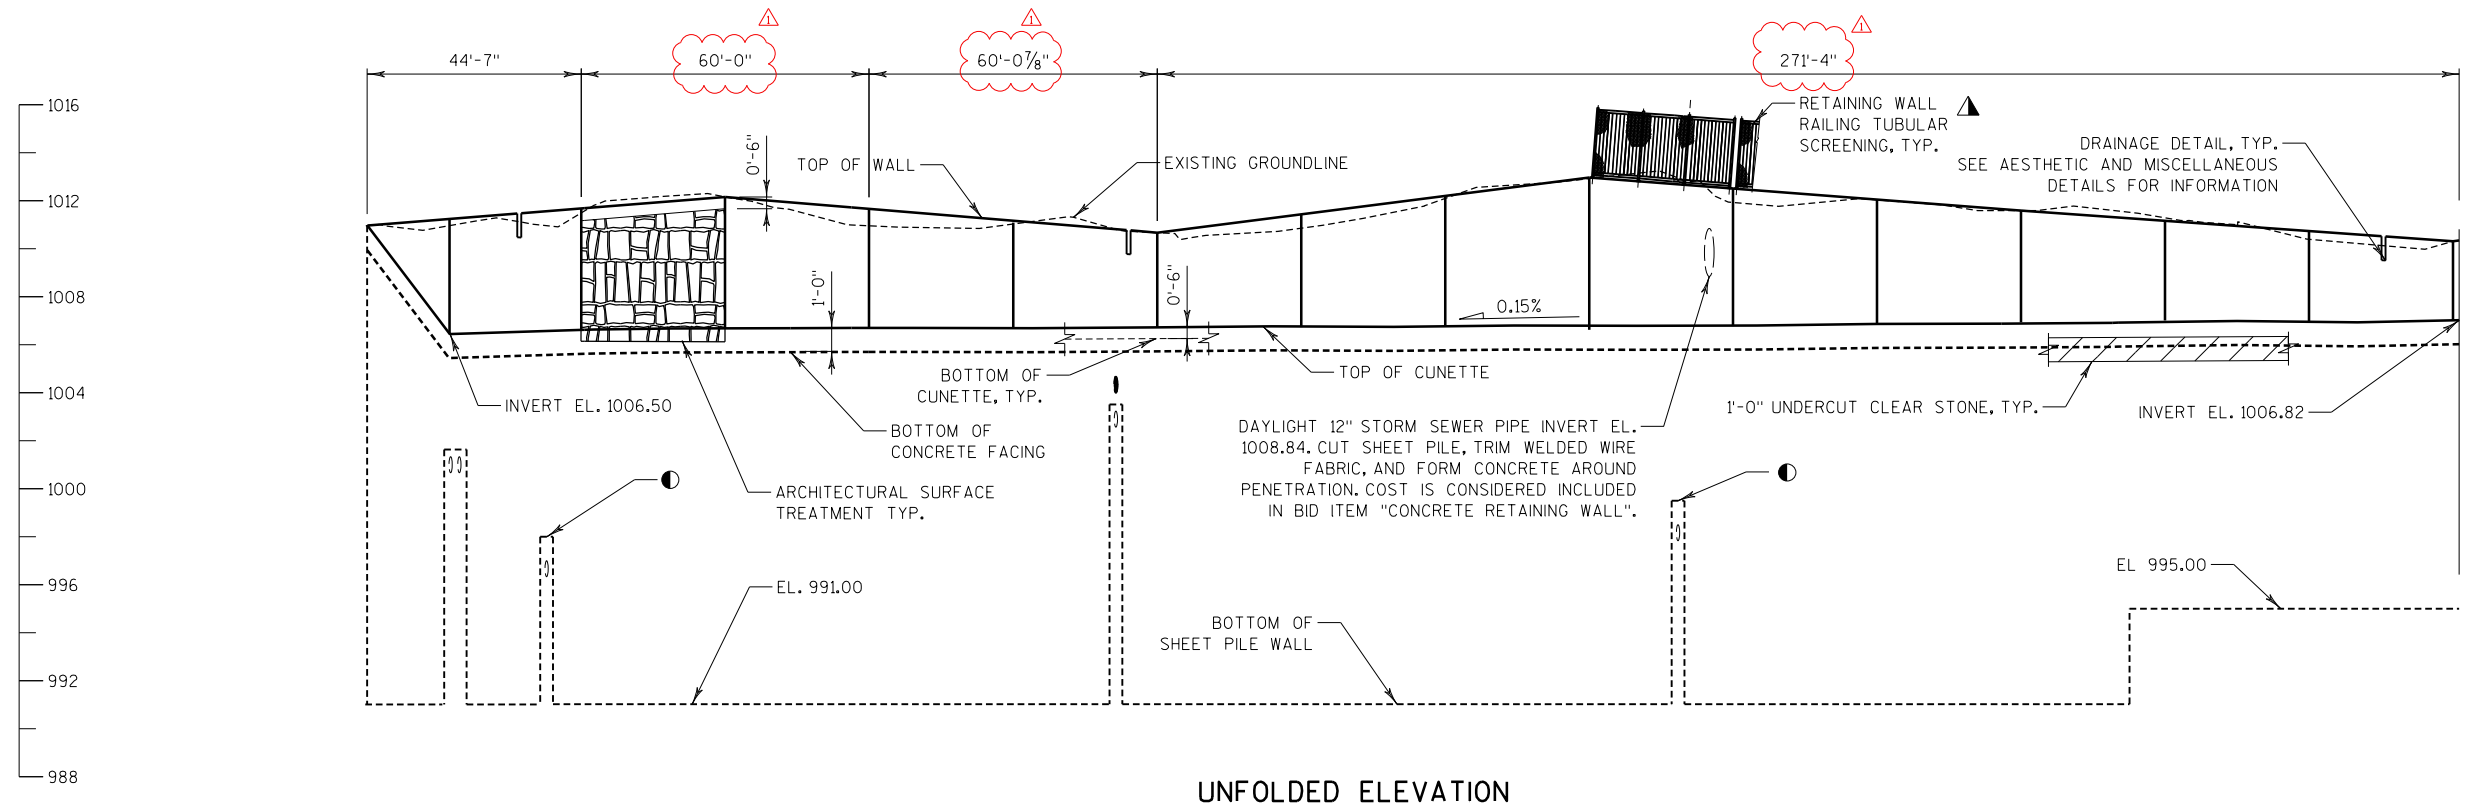 1
1
1
44'-7"
60'-0"
60'-0⅞"
271'-4"
1016
1012
1008
1004
1000
996
992
988
0'-6"
TOP OF WALL
EXISTING GROUNDLINE
RETAINING WALL
RAILING TUBULAR
SCREENING, TYP.
DRAINAGE DETAIL, TYP.
SEE AESTHETIC AND MISCELLANEOUS
DETAILS FOR INFORMATION
1'-0"
0'-6"
0.15%
INVERT EL. 1006.50
BOTTOM OF
CONCRETE FACING
BOTTOM OF
CUNETTE, TYP.
TOP OF CUNETTE
1'-0" UNDERCUT CLEAR STONE, TYP.
INVERT EL. 1006.82
DAYLIGHT 12" STORM SEWER PIPE INVERT EL.
1008.84. CUT SHEET PILE, TRIM WELDED WIRE
FABRIC, AND FORM CONCRETE AROUND
PENETRATION. COST IS CONSIDERED INCLUDED
IN BID ITEM "CONCRETE RETAINING WALL".
ARCHITECTURAL SURFACE
TREATMENT TYP.
EL. 991.00
BOTTOM OF
SHEET PILE WALL
EL 995.00
UNFOLDED ELEVATION